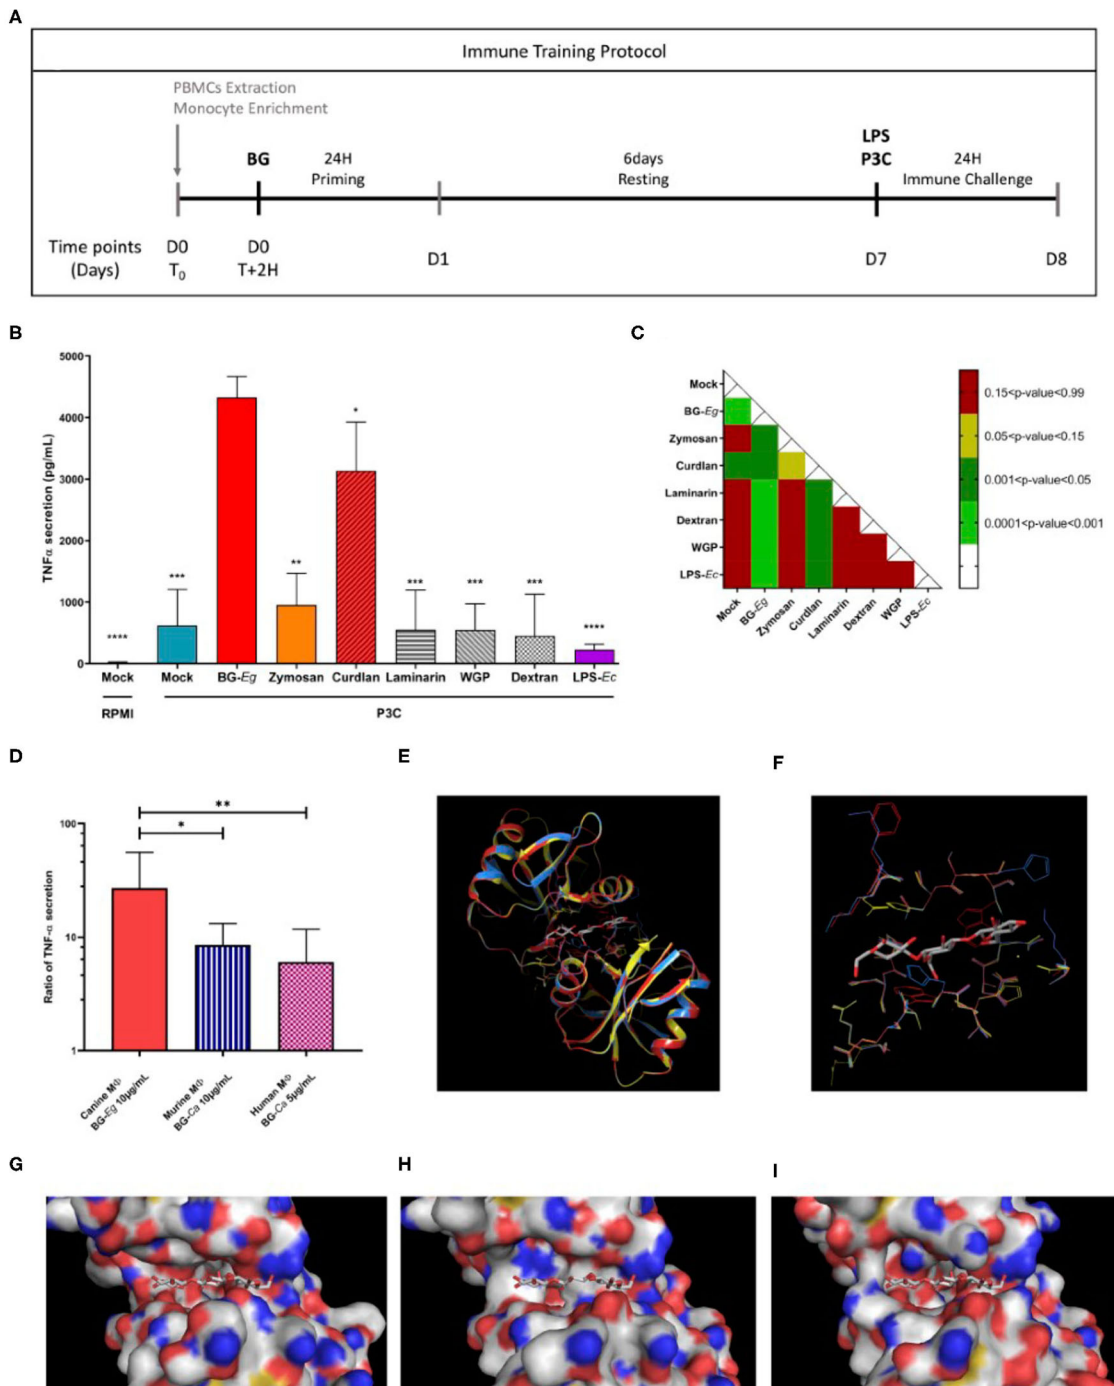 A
Immune Training Protocol
PBMCs Extraction
Monocyte Enrichment
BG
24H
Priming
6days
Resting
LPS
P3C
24H
Immune Challenge
Time points
(Days)
D0
T0
D0
T+2H
D1
D7
D8
B
TNFα secretion (pg/mL)
5000
4000
3000
2000
1000
0
****
***
**
*
***
***
***
****
Mock
Mock
BG-Eg
Zymosan
Curdlan
Laminarin
WGP
Dextran
LPS-Ec
RPMI
P3C
C
Mock
BG-Eg
Zymosan
Curdlan
Laminarin
Dextran
WGP
LPS-Ec
Mock
BG-Eg
Zymosan
Curdlan
Laminarin
Dextran
WGP
LPS-Ec
0.15<p-value<0.99
0.05<p-value<0.15
0.001<p-value<0.05
0.0001<p-value<0.001
D
Ratio of TNF-α secretion
100
10
1
**
*
Canine MΦ
BG-Eg 10µg/mL
Murine MΦ
BG-Ca 10µg/mL
Human MΦ
BG-Ca 5µg/mL
E
F
G
H
I